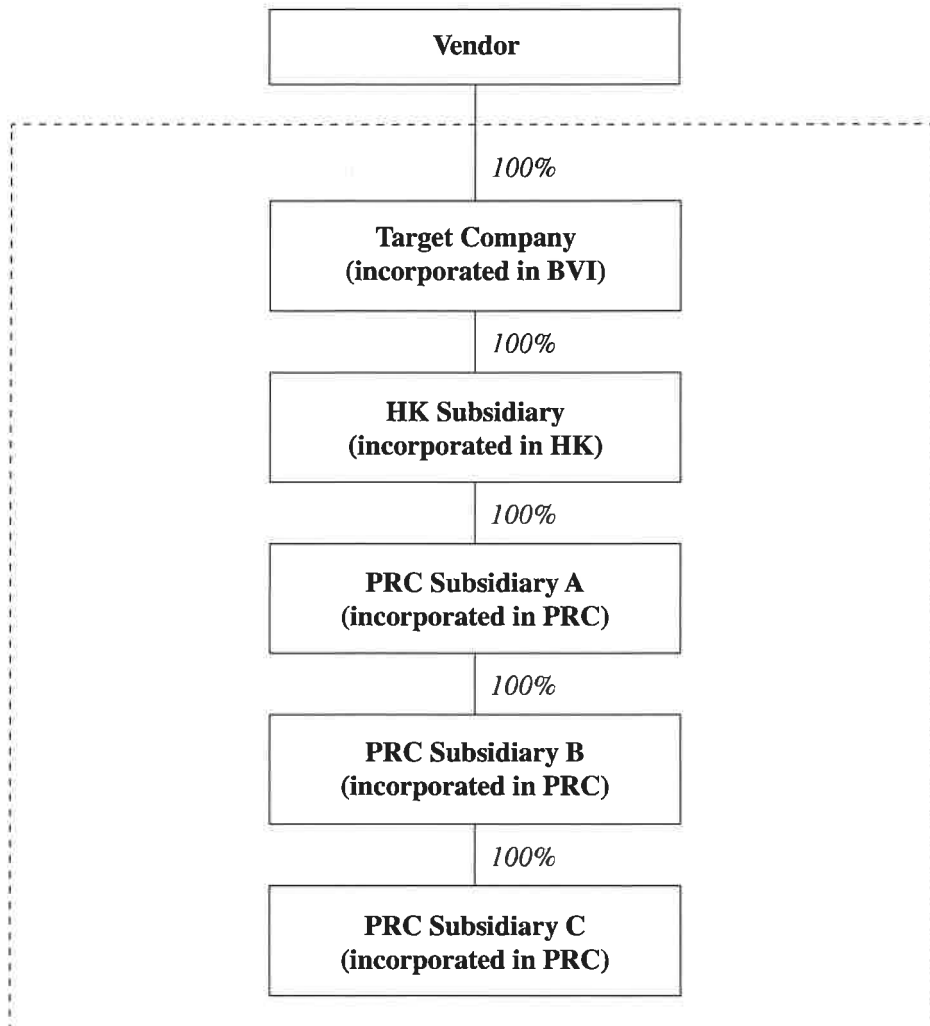 Vendor
100%
Target Company
(incorporated in BVI)
100%
HK Subsidiary
(incorporated in HK)
100%
PRC Subsidiary A
(incorporated in PRC)
100%
PRC Subsidiary B
(incorporated in PRC)
100%
PRC Subsidiary C
(incorporated in PRC)